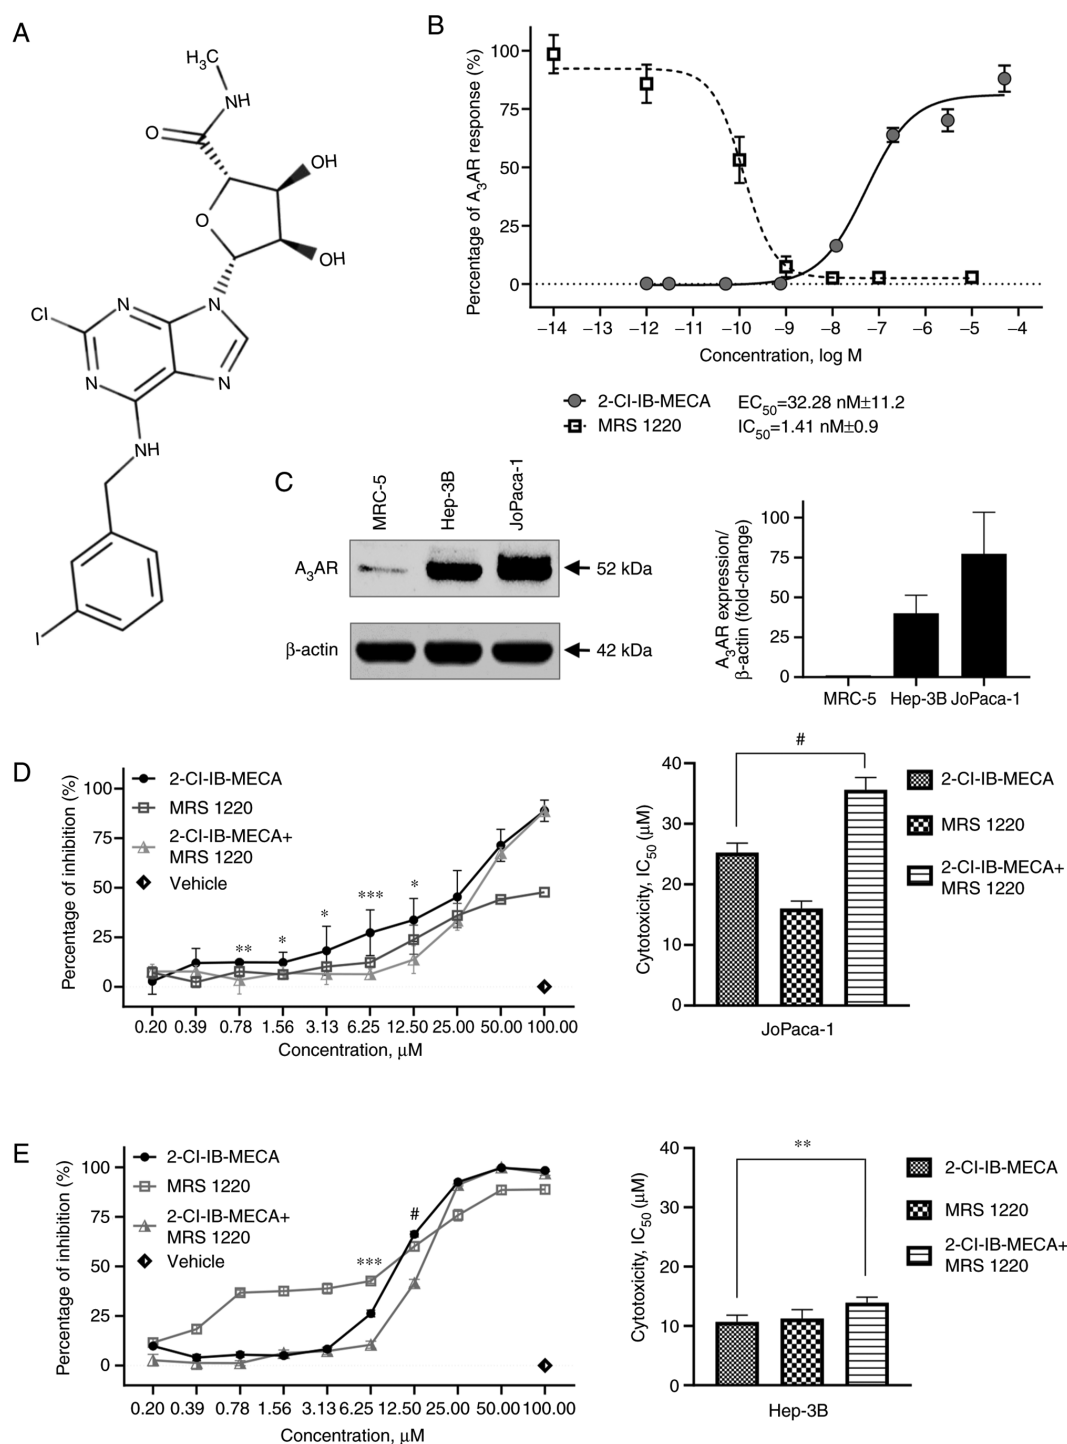 A
H₃C
NH
O
OH
O
OH
N
N
Cl
N
N
NH
I
B
Percentage of A₃AR response (%)
100
75
50
25
0
−14 −13 −12 −11 −10 −9 −8 −7 −6 −5 −4
Concentration, log M
2-CI-IB-MECA EC₅₀=32.28 nM±11.2
MRS 1220 IC₅₀=1.41 nM±0.9
C
MRC-5
Hep-3B
JoPaca-1
A₃AR
52 kDa
β-actin
42 kDa
A₃AR expression/
β-actin (fold-change)
100
75
50
25
0
MRC-5 Hep-3B JoPaca-1
D
Percentage of inhibition (%)
100
75
50
25
0
2-CI-IB-MECA
MRS 1220
2-CI-IB-MECA+
MRS 1220
Vehicle
**
*
*
***
*
0.20 0.39 0.78 1.56 3.13 6.25 12.50 25.00 50.00 100.00
Concentration, μM
Cytotoxicity, IC₅₀ (μM)
40
30
20
10
0
#
JoPaca-1
2-CI-IB-MECA
MRS 1220
2-CI-IB-MECA+
MRS 1220
E
Percentage of inhibition (%)
100
75
50
25
0
2-CI-IB-MECA
MRS 1220
2-CI-IB-MECA+
MRS 1220
Vehicle
***
#
0.20 0.39 0.78 1.56 3.13 6.25 12.50 25.00 50.00 100.00
Concentration, μM
Cytotoxicity, IC₅₀ (μM)
40
30
20
10
0
**
Hep-3B
2-CI-IB-MECA
MRS 1220
2-CI-IB-MECA+
MRS 1220